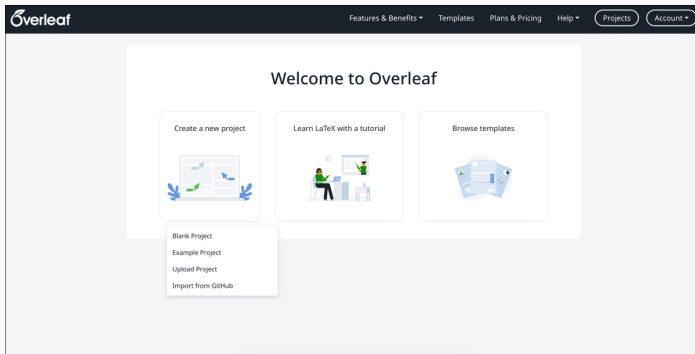 Overleaf
Features & Benefits Templates Plans & Pricing Help Projects Account
Welcome to Overleaf
Create a new project
Learn LaTeX with a tutorial
Browse templates
Blank Project
Example Project
Upload Project
Import from GitHub